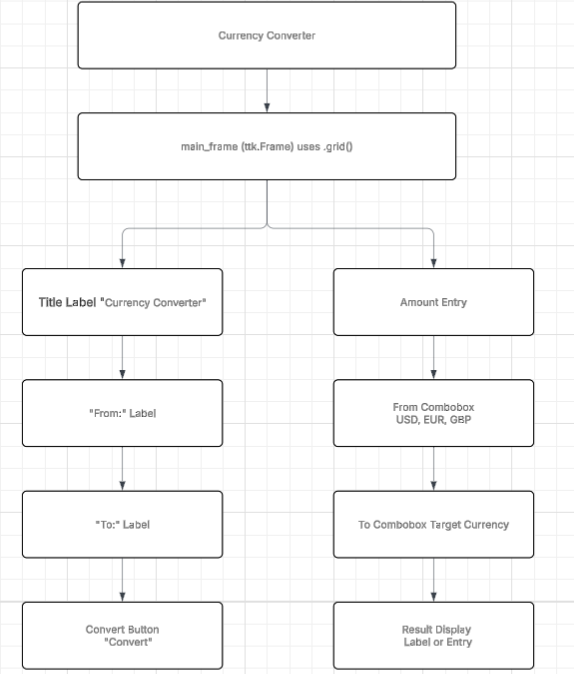 Currency Converter
main_frame (ttk.Frame) uses .grid()
Title Label "Currency Converter"
Amount Entry
"From:" Label
From Combobox
USD, EUR, GBP
"To:" Label
To Combobox Target Currency
Convert Button
"Convert"
Result Display
Label or Entry